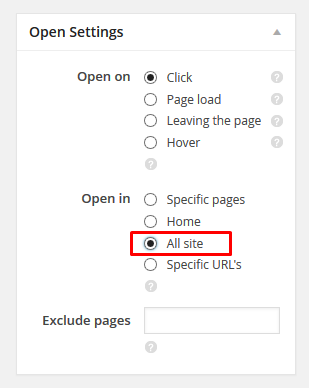 Open Settings
Open on Click
Page load
Leaving the page
Hover
Open in Specific pages
Home
All site
Specific URL's
Exclude pages